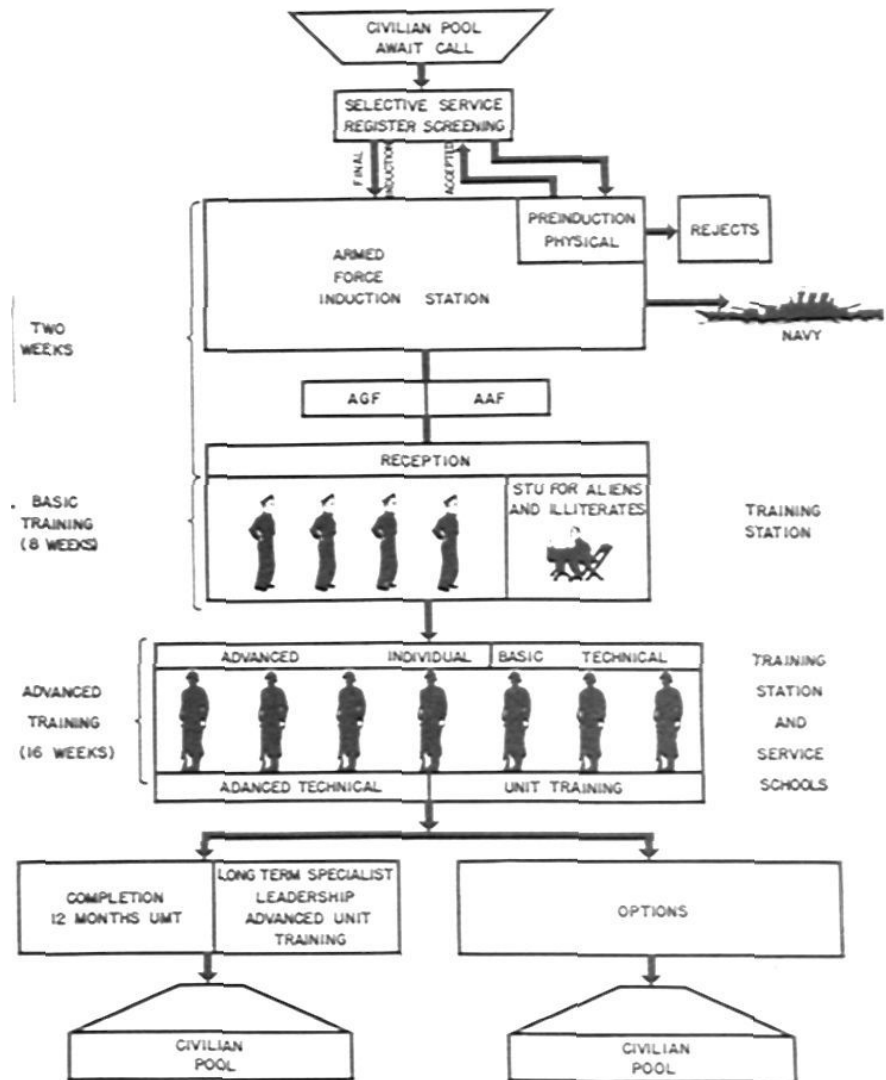 CIVILIAN POOL
AWAIT CALL
SELECTIVE SERVICE
REGISTER SCREENING
FINAL
INDUCTION
ACCEPTED
PREINDUCTION
PHYSICAL
REJECTS
ARMED
FORCE
INDUCTION STATION
NAVY
TWO
WEEKS
AGF
AAF
RECEPTION
BASIC
TRAINING
(8 WEEKS)
STU FOR ALIENS
AND ILLITERATES
TRAINING
STATION
ADVANCED INDIVIDUAL
BASIC TECHNICAL
ADVANCED
TRAINING
(16 WEEKS)
TRAINING
STATION
AND
SERVICE
SCHOOLS
ADANCED TECHNICAL
UNIT TRAINING
COMPLETION
12 MONTHS UMT
LONG TERM SPECIALIST
LEADERSHIP
ADVANCED UNIT
TRAINING
OPTIONS
CIVILIAN
POOL
CIVILIAN
POOL